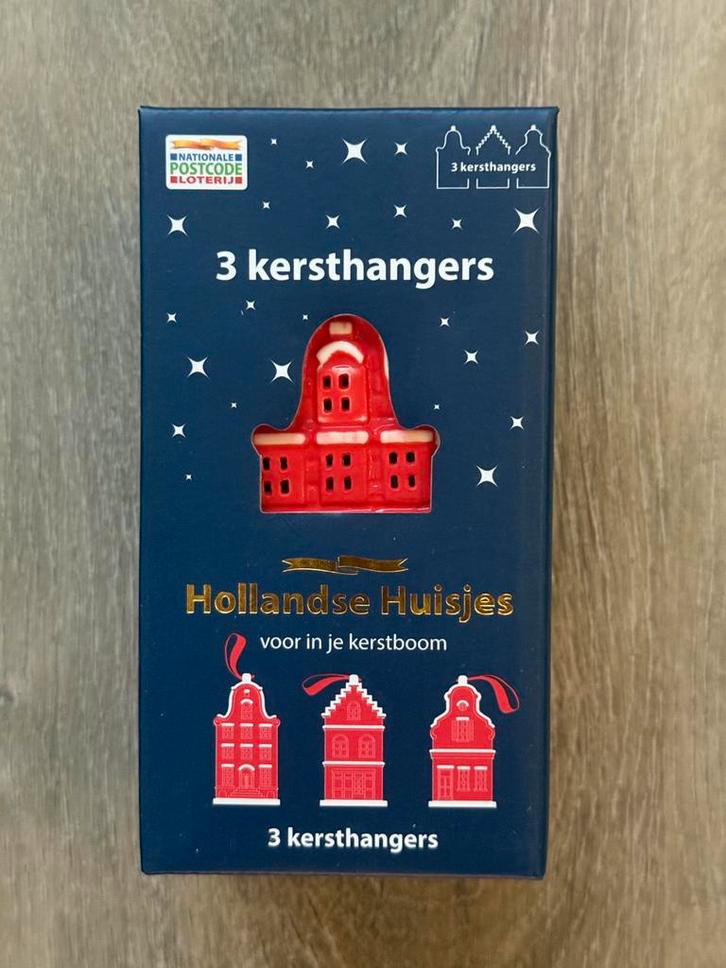 NATIONALE
POSTCODE
LOTERIJ
3 kersthangers
3 kersthangers
Hollandse Huisjes
voor in je kerstboom
3 kersthangers